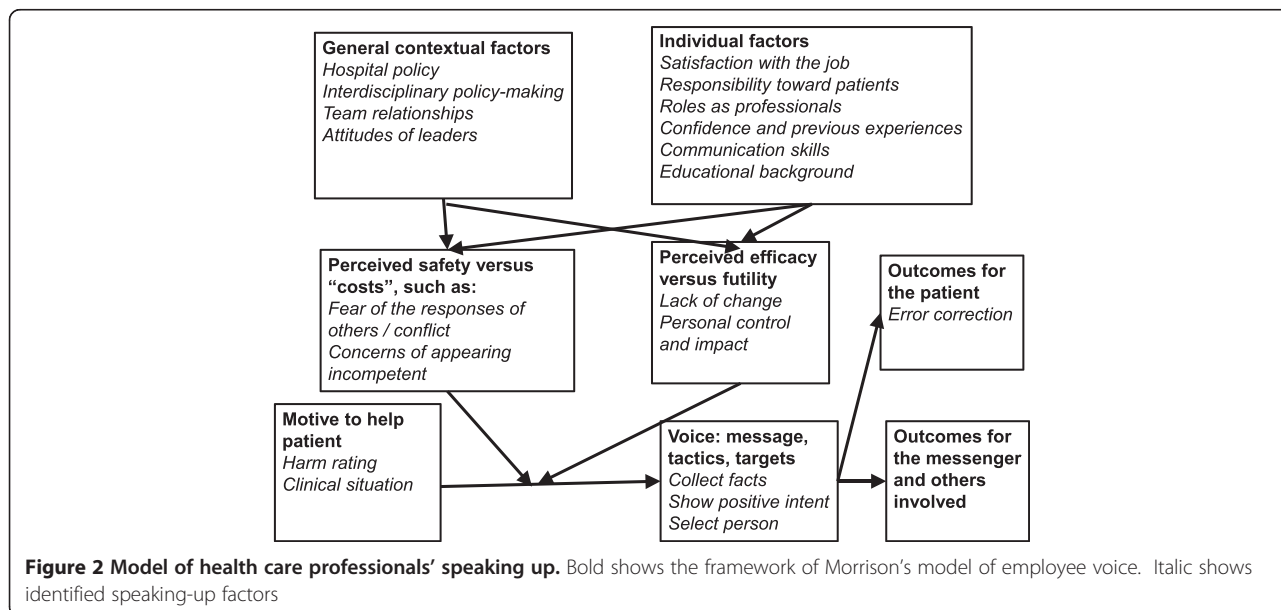 General contextual factors
Hospital policy
Interdisciplinary policy-making
Team relationships
Attitudes of leaders
Individual factors
Satisfaction with the job
Responsibility toward patients
Roles as professionals
Confidence and previous experiences
Communication skills
Educational background
Perceived safety versus
“costs”, such as:
Fear of the responses of
others / conflict
Concerns of appearing
incompetent
Perceived efficacy
versus futility
Lack of change
Personal control
and impact
Outcomes for
the patient
Error correction
Motive to help
patient
Harm rating
Clinical situation
Voice: message,
tactics, targets
Collect facts
Show positive intent
Select person
Outcomes for
the messenger
and others
involved
Figure 2 Model of health care professionals’ speaking up. Bold shows the framework of Morrison’s model of employee voice. Italic shows
identified speaking-up factors